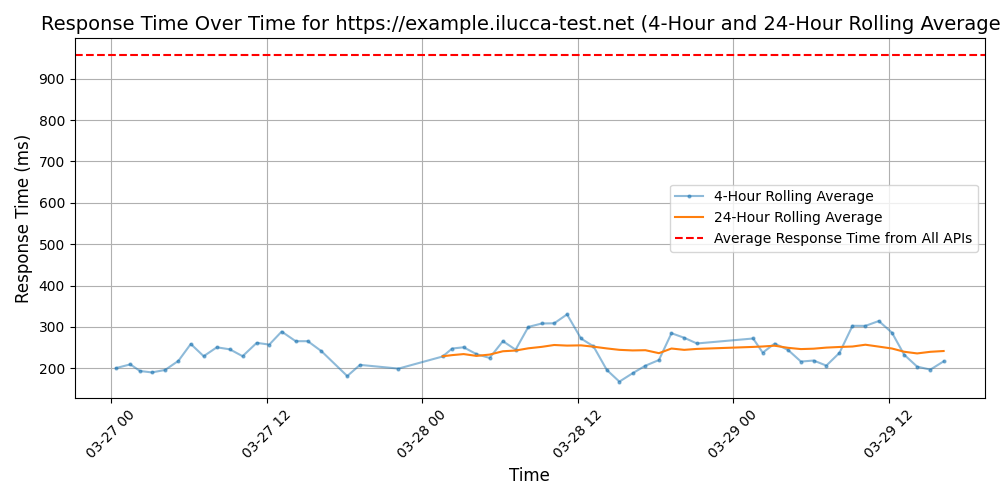 Response Time Over Time for https://example.ilucca-test.net (4-Hour and 24-Hour Rolling Average
Response Time (ms)
900
800
700
600
500
400
300
200
4-Hour Rolling Average
24-Hour Rolling Average
Average Response Time from All APIs
03-27 00
03-27 12
03-28 00
03-28 12
03-29 00
03-29 12
Time